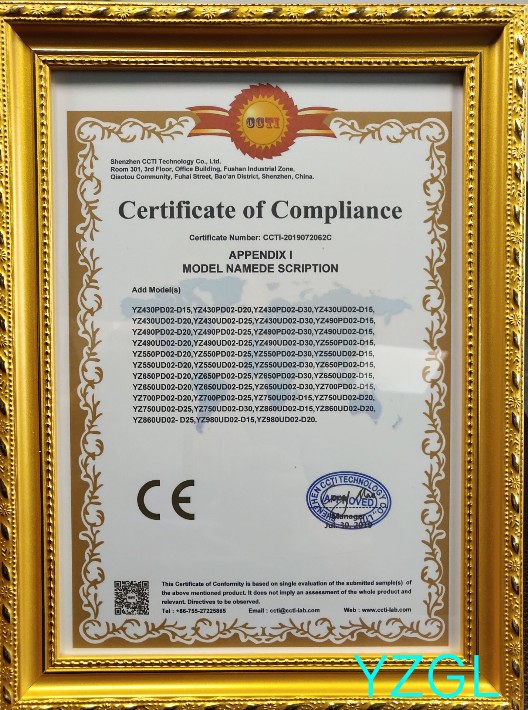 CCTI
Shenzhen CCTI Technology Co., Ltd.
Room 301, 3rd Floor, Office Building, Fushan Industrial Zone,
Qiaotou Community, Fuhai Street, Bao'an District, Shenzhen, China.
Certificate of Compliance
Certificate Number: CCTI-2019072062C
APPENDIX I
MODEL NAMEDE SCRIPTION
Add Model(s)
YZ430PD02-D15,YZ430PD02-D20,YZ430PD02-D30,YZ430UD02-D15,
YZ430UD02-D20,YZ430UD02-D25,YZ430UD02-D30,YZ490PD02-D15,
YZ490PD02-D20,YZ490PD02-D25,YZ490PD02-D30,YZ490UD02-D15,
YZ490UD02-D20,YZ490UD02-D25,YZ490UD02-D30,YZ550PD02-D15,
YZ550PD02-D20,YZ550PD02-D25,YZ550PD02-D30,YZ550UD02-D15,
YZ550UD02-D20,YZ550UD02-D25,YZ550UD02-D30,YZ650PD02-D15,
YZ650PD02-D20,YZ650PD02-D25,YZ650PD02-D30,YZ650UD02-D15,
YZ650UD02-D20,YZ650UD02-D25,YZ650UD02-D30,YZ700PD02-D15,
YZ700PD02-D20,YZ700PD02-D25,YZ750UD02-D15,YZ750UD02-D20,
YZ750UD02-D25,YZ750UD02-D30,YZ860UD02-D15,YZ860UD02-D20,
YZ860UD02- D25,YZ980UD02-D15,YZ980UD02-D20.
CE
SHENZHEN CCTI TECHNOLOGY CO., LTD
APPROVED
Manager
Jul. 30, 2019
This Certificate of Conformity is based on single evaluation of the submitted sample(s) of
the above mentioned product. It does not imply an assessment of the whole product and
relevant. Directives to be observed.
Tel : +86-755-27225885 Email : ccti@ccti-lab.com Web : www.ccti-lab.com
YZGL